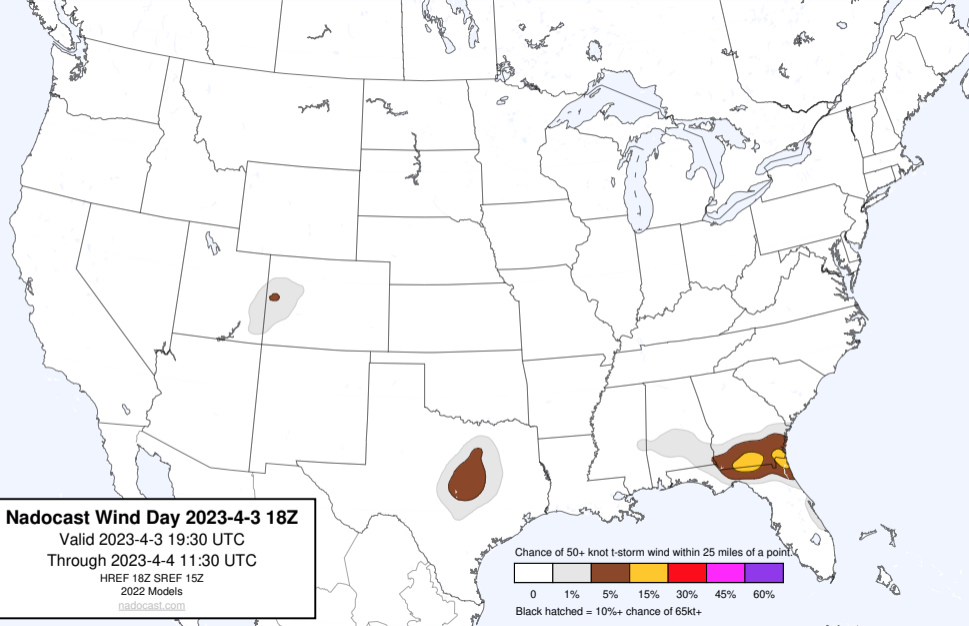 Nadocast Wind Day 2023-4-3 18Z
Valid 2023-4-3 19:30 UTC
Through 2023-4-4 11:30 UTC
HREF 18Z SREF 15Z
2022 Models
nadocast.com
Chance of 50+ knot t-storm wind within 25 miles of a point.
0 1% 5% 15% 30% 45% 60%
Black hatched = 10%+ chance of 65kt+